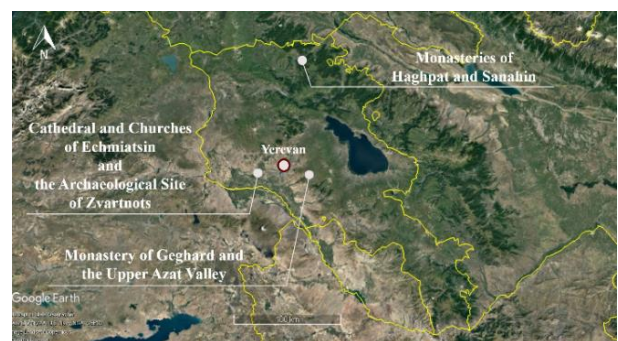 N
Monasteries of
Haghpat and Sanahin
Cathedral and Churches
of Echmiatsin
and
the Archaeological Site
of Zvartnots
Yerevan
Monastery of Geghard and
the Upper Azat Valley
Google Earth